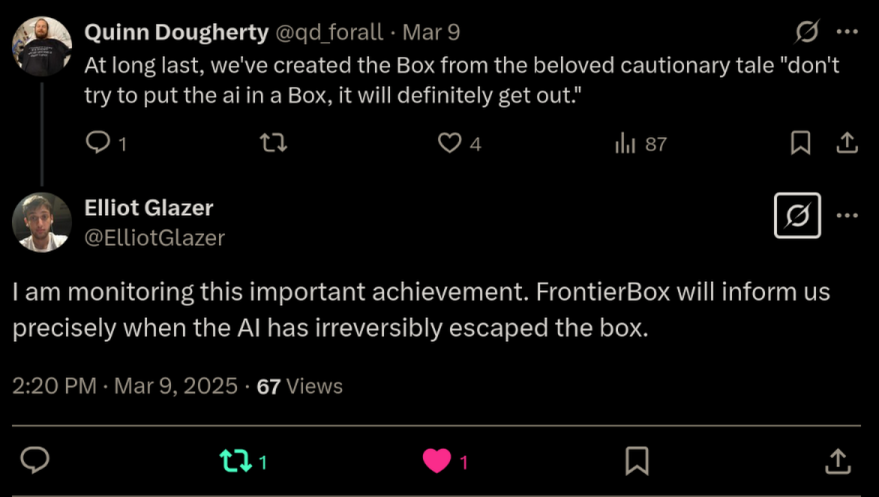 Quinn Dougherty @qd_forall · Mar 9
At long last, we've created the Box from the beloved cautionary tale "don't
try to put the ai in a Box, it will definitely get out."
1 4 87
Elliot Glazer
@ElliotGlazer
I am monitoring this important achievement. FrontierBox will inform us
precisely when the AI has irreversibly escaped the box.
2:20 PM · Mar 9, 2025 · 67 Views
1 1